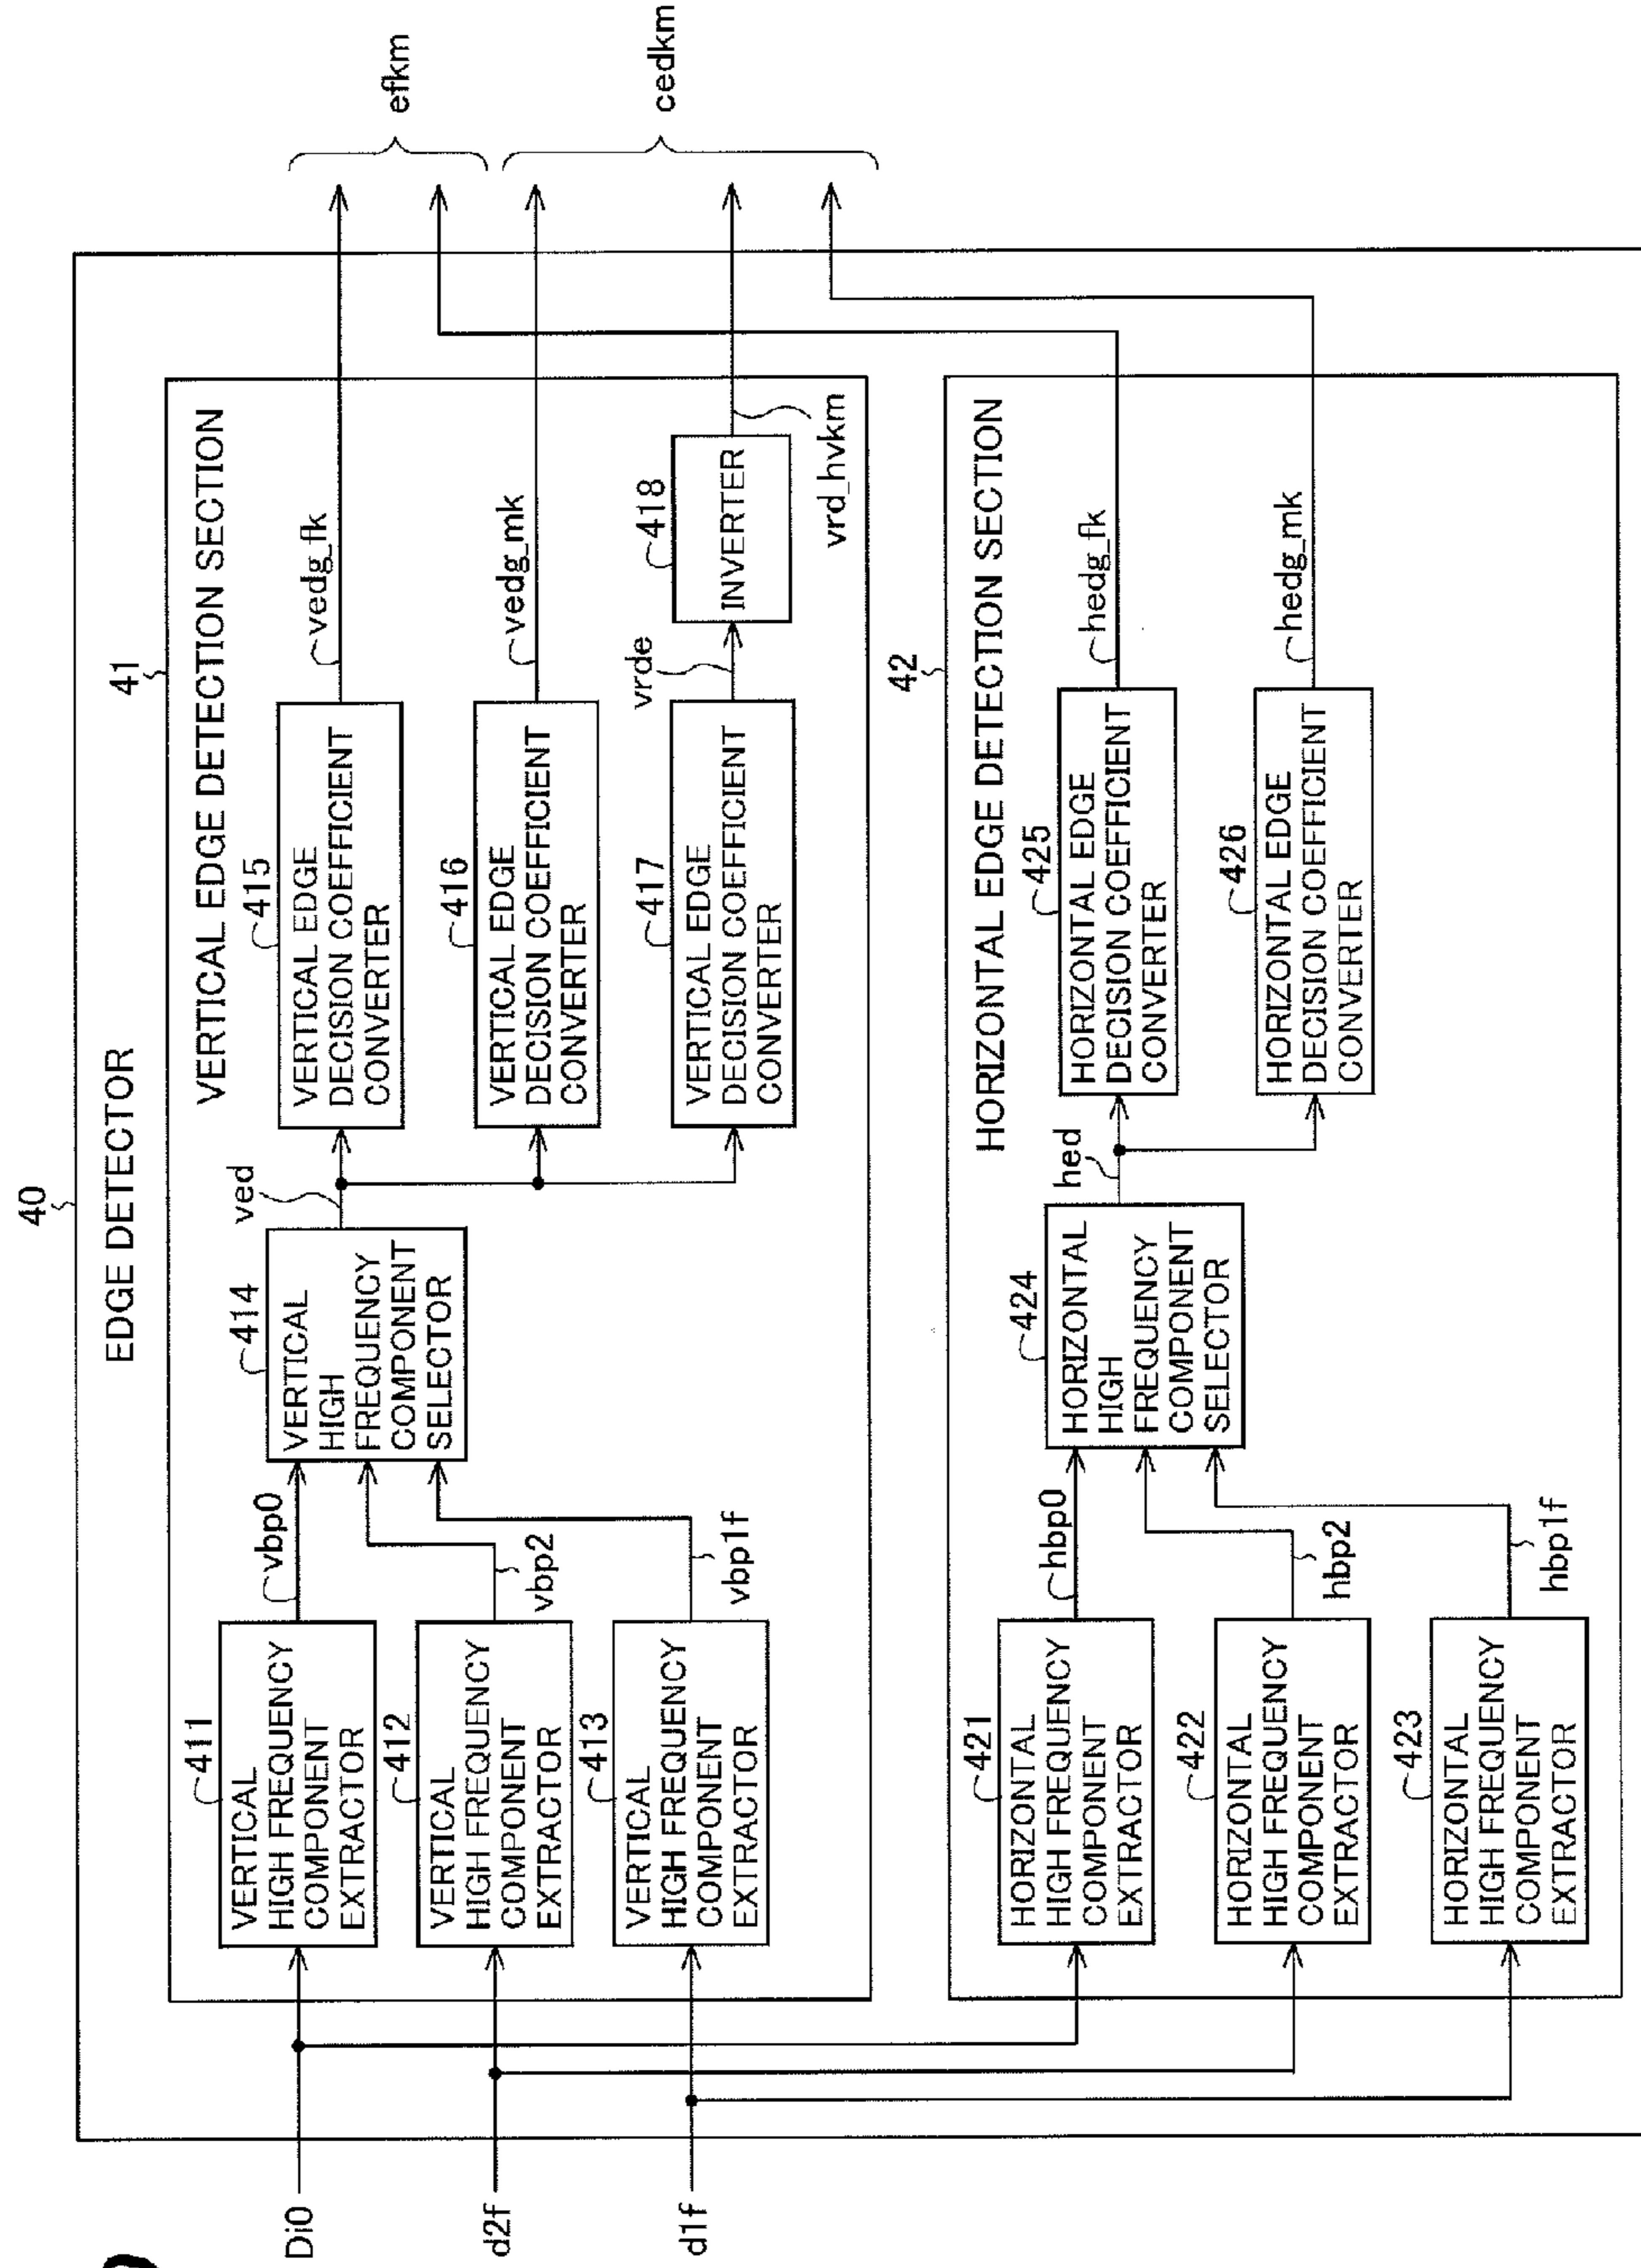 40
EDGE DETECTOR
41
VERTICAL EDGE DETECTION SECTION
Di0
d2f
d1f
411
VERTICAL
HIGH FREQUENCY
COMPONENT
EXTRACTOR
412
VERTICAL
HIGH FREQUENCY
COMPONENT
EXTRACTOR
413
VERTICAL
HIGH FREQUENCY
COMPONENT
EXTRACTOR
vbp0
vbp2
vbp1f
414
VERTICAL
HIGH
FREQUENCY
COMPONENT
SELECTOR
ved
415
VERTICAL EDGE
DECISION COEFFICIENT
CONVERTER
416
VERTICAL EDGE
DECISION COEFFICIENT
CONVERTER
417
VERTICAL EDGE
DECISION COEFFICIENT
CONVERTER
vedg_fk
vedg_mk
vrde
418
INVERTER
vrd_hvkm
efkm
cedkm
42
HORIZONTAL EDGE DETECTION SECTION
421
HORIZONTAL
HIGH FREQUENCY
COMPONENT
EXTRACTOR
422
HORIZONTAL
HIGH FREQUENCY
COMPONENT
EXTRACTOR
423
HORIZONTAL
HIGH FREQUENCY
COMPONENT
EXTRACTOR
hbp0
hbp2
hbp1f
424
HORIZONTAL
HIGH
FREQUENCY
COMPONENT
SELECTOR
hed
425
HORIZONTAL EDGE
DECISION COEFFICIENT
CONVERTER
426
HORIZONTAL EDGE
DECISION COEFFICIENT
CONVERTER
hedg_fk
hedg_mk